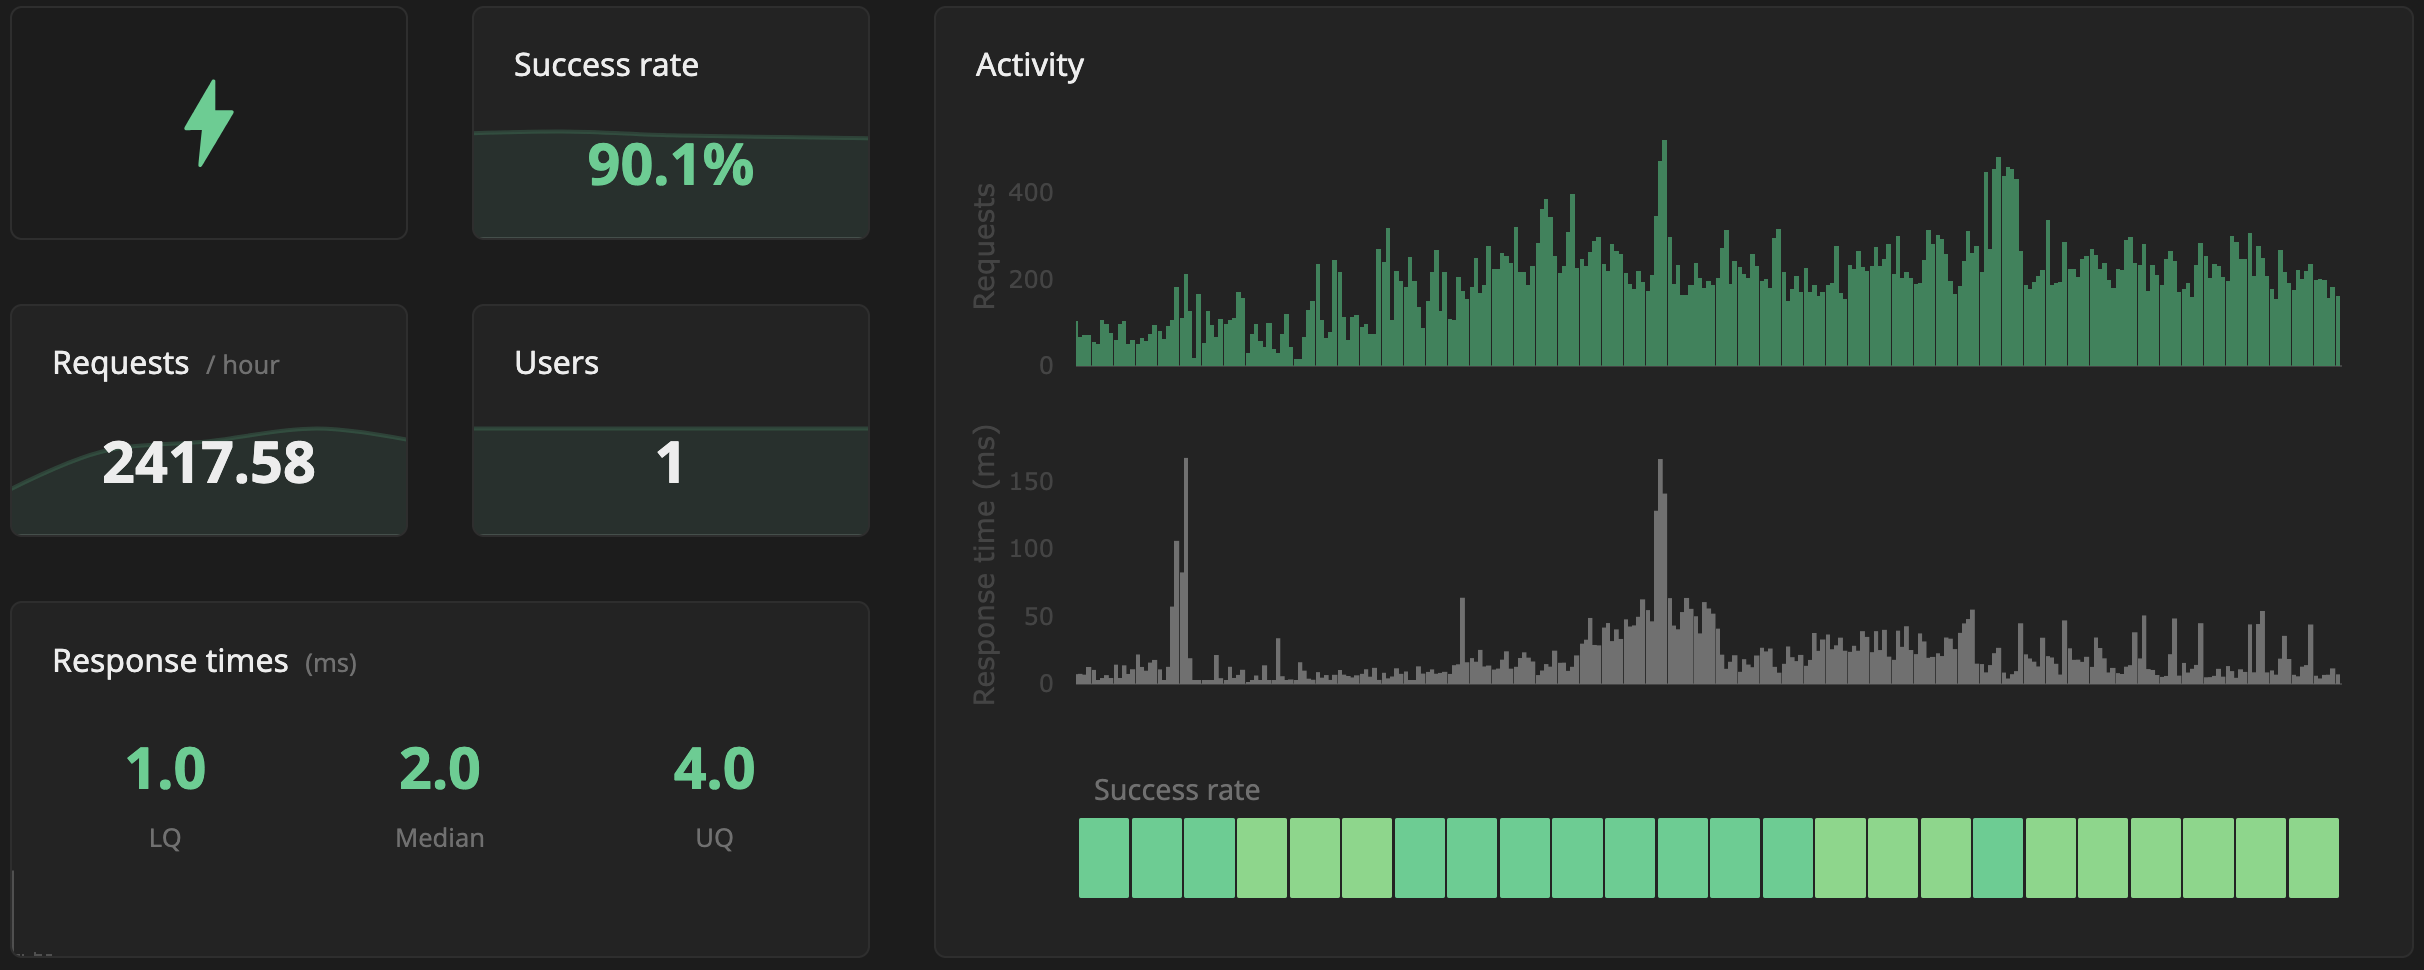 Success rate
90.1%
Requests / hour
2417.58
Users
1
Response times (ms)
1.0
2.0
4.0
LQ
Median
UQ
Activity
Requests
400
200
0
Response time (ms)
150
100
50
0
Success rate